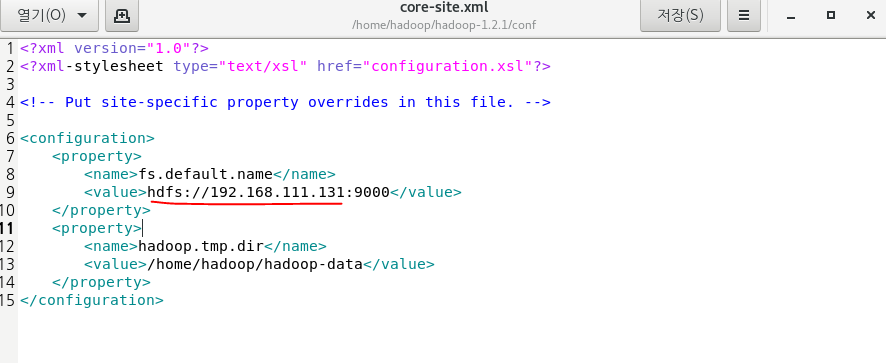 열기(O)
core-site.xml
/home/hadoop/hadoop-1.2.1/conf
저장(S)
1 <?xml version="1.0"?>
2 <?xml-stylesheet type="text/xsl" href="configuration.xsl"?>
3
4 <!-- Put site-specific property overrides in this file. -->
5
6 <configuration>
7 <property>
8 <name>fs.default.name</name>
9 <value>hdfs://192.168.111.131:9000</value>
10 </property>
11 <property>
12 <name>hadoop.tmp.dir</name>
13 <value>/home/hadoop/hadoop-data</value>
14 </property>
15 </configuration>